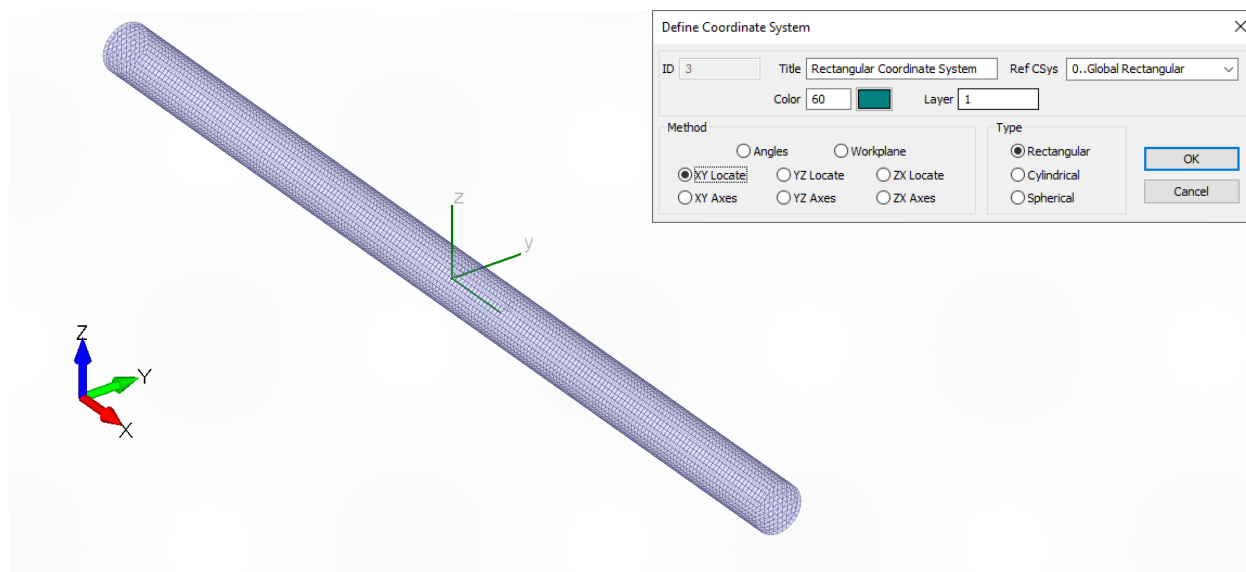 Define Coordinate System
ID 3 Title Rectangular Coordinate System Ref CSys 0..Global Rectangular
Color 60 Layer 1
Method Type
Angles Workplane Rectangular OK
XY Locate YZ Locate ZX Locate Cylindrical
XY Axes YZ Axes ZX Axes Spherical Cancel
z
y
Z
Y
X